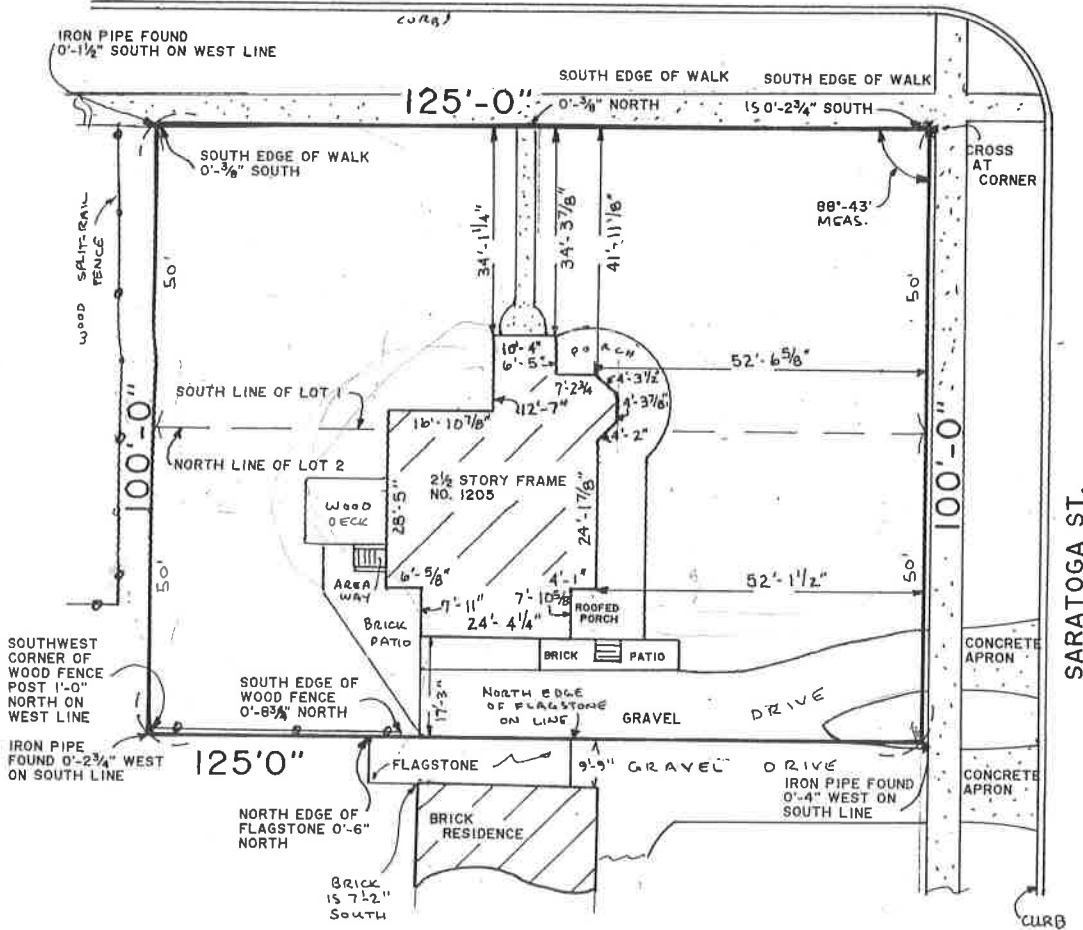 CURB
IRON PIPE FOUND
0'-1½" SOUTH ON WEST LINE
SOUTH EDGE OF WALK
0'-⅜" NORTH
SOUTH EDGE OF WALK
IS 0'-2¾" SOUTH
125'-0"
SOUTH EDGE OF WALK
0'-⅜" SOUTH
CROSS
AT
CORNER
88°-43'
MEAS.
WOOD SPLIT-RAIL
FENCE
50'
34'-1¼"
34'-3⅞"
41'-11⅛"
50'
10'-4"
6'-5"
PORCH
52'-6⅝"
7'-2¾
4'-3½"
4'-3⅞"
4'-2"
SOUTH LINE OF LOT 1
12'-7"
16'-10⅞"
100'-0"
NORTH LINE OF LOT 2
2½ STORY FRAME
NO. 1205
100'-0"
SARATOGA ST.
WOOD
DECK
28'-5"
24'-1⅞"
50'
AREA
WAY
6'-⅝"
4'-1"
52'-1½"
50'
7'-11"
7'-10⅝
ROOFED
PORCH
24'-4¼"
BRICK
PATIO
BRICK PATIO
CONCRETE
APRON
SOUTHWEST
CORNER OF
WOOD FENCE
POST 1'-0"
NORTH ON
WEST LINE
SOUTH EDGE OF
WOOD FENCE
0'-8¾" NORTH
17'-3"
NORTH EDGE
OF FLAGSTONE
ON LINE
GRAVEL DRIVE
IRON PIPE
FOUND 0'-2¾" WEST
ON SOUTH LINE
125'0"
FLAGSTONE
9'-9"
GRAVEL DRIVE
IRON PIPE FOUND
0'-4" WEST ON
SOUTH LINE
CONCRETE
APRON
NORTH EDGE OF
FLAGSTONE 0'-6"
NORTH
BRICK
RESIDENCE
BRICK
IS 7'-2"
SOUTH
CURB